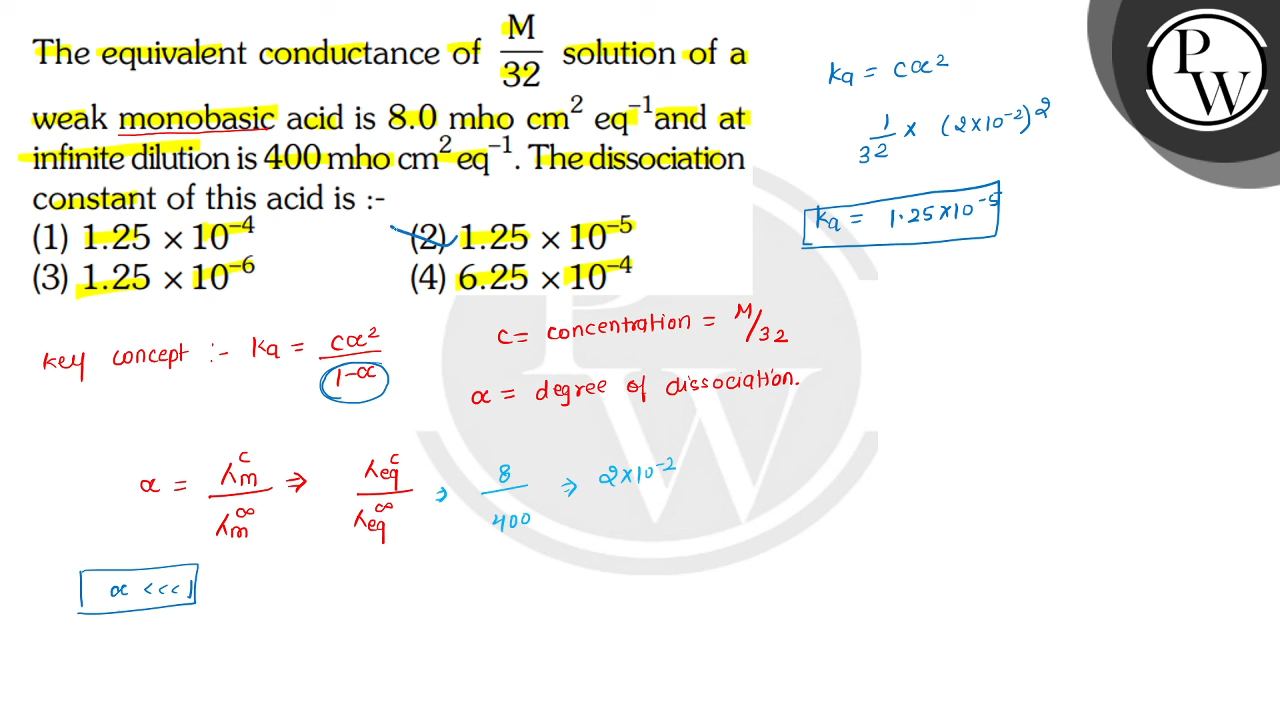 The equivalent conductance of M/32 solution of a
weak monobasic acid is 8.0 mho cm² eq⁻¹and at
infinite dilution is 400 mho cm² eq⁻¹. The dissociation
constant of this acid is :-
(1) 1.25 × 10⁻⁴ (2) 1.25 × 10⁻⁵
(3) 1.25 × 10⁻⁶ (4) 6.25 × 10⁻⁴
Key concept :- Ka = cα²/1-α
c = concentration = M/32
α = degree of dissociation.
α = λm^c/λm^∞ ⇒ λeq^c/λeq^∞ ⇒ 8/400 ⇒ 2×10⁻²
α <<< 1
Ka = cα²
1/32 × (2×10⁻²)²
Ka = 1.25×10⁻⁵
P
W
P
W